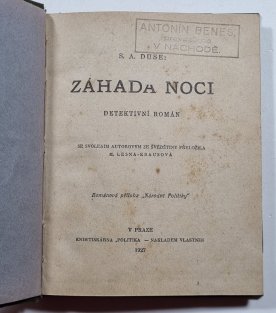 ANTONÍN BENEŠ,
V NÁCHODĚ.
S. A. DUSE:
ZÁHADA NOCI
DETEKTIVNÍ ROMÁN
SE SVOLENÍM AUTOROVÝM ZE ŠVÉDŠTINY PŘELOŽILA
E. LESNÁ-KRAUSOVÁ
Románová příloha „Národní Politiky"
V PRAZE
KNIHTISKÁRNA „POLITIKA — NÁKLADEM VLASTNÍM
1927